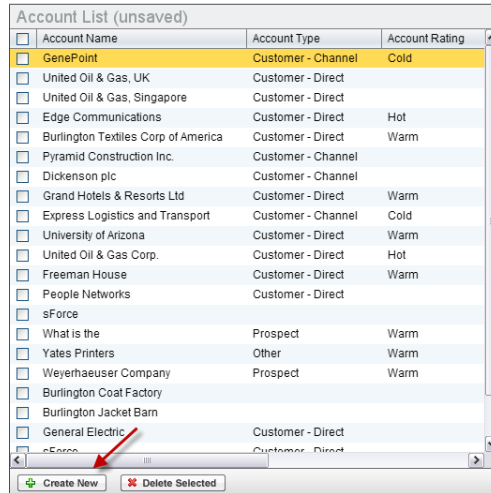 Account List (unsaved)
Account Name Account Type Account Rating
GenePoint Customer - Channel Cold
United Oil & Gas, UK Customer - Direct
United Oil & Gas, Singapore Customer - Direct
Edge Communications Customer - Direct Hot
Burlington Textiles Corp of America Customer - Direct Warm
Pyramid Construction Inc. Customer - Channel
Dickenson plc Customer - Channel
Grand Hotels & Resorts Ltd Customer - Direct Warm
Express Logistics and Transport Customer - Channel Cold
University of Arizona Customer - Direct Warm
United Oil & Gas Corp. Customer - Direct Hot
Freeman House Customer - Direct Warm
People Networks Customer - Direct
sForce
What is the Prospect Warm
Yates Printers Other Warm
Weyerhaeuser Company Prospect Warm
Burlington Coat Factory
Burlington Jacket Barn
General Electric Customer - Direct
sForce Customer - Direct
Create New Delete Selected